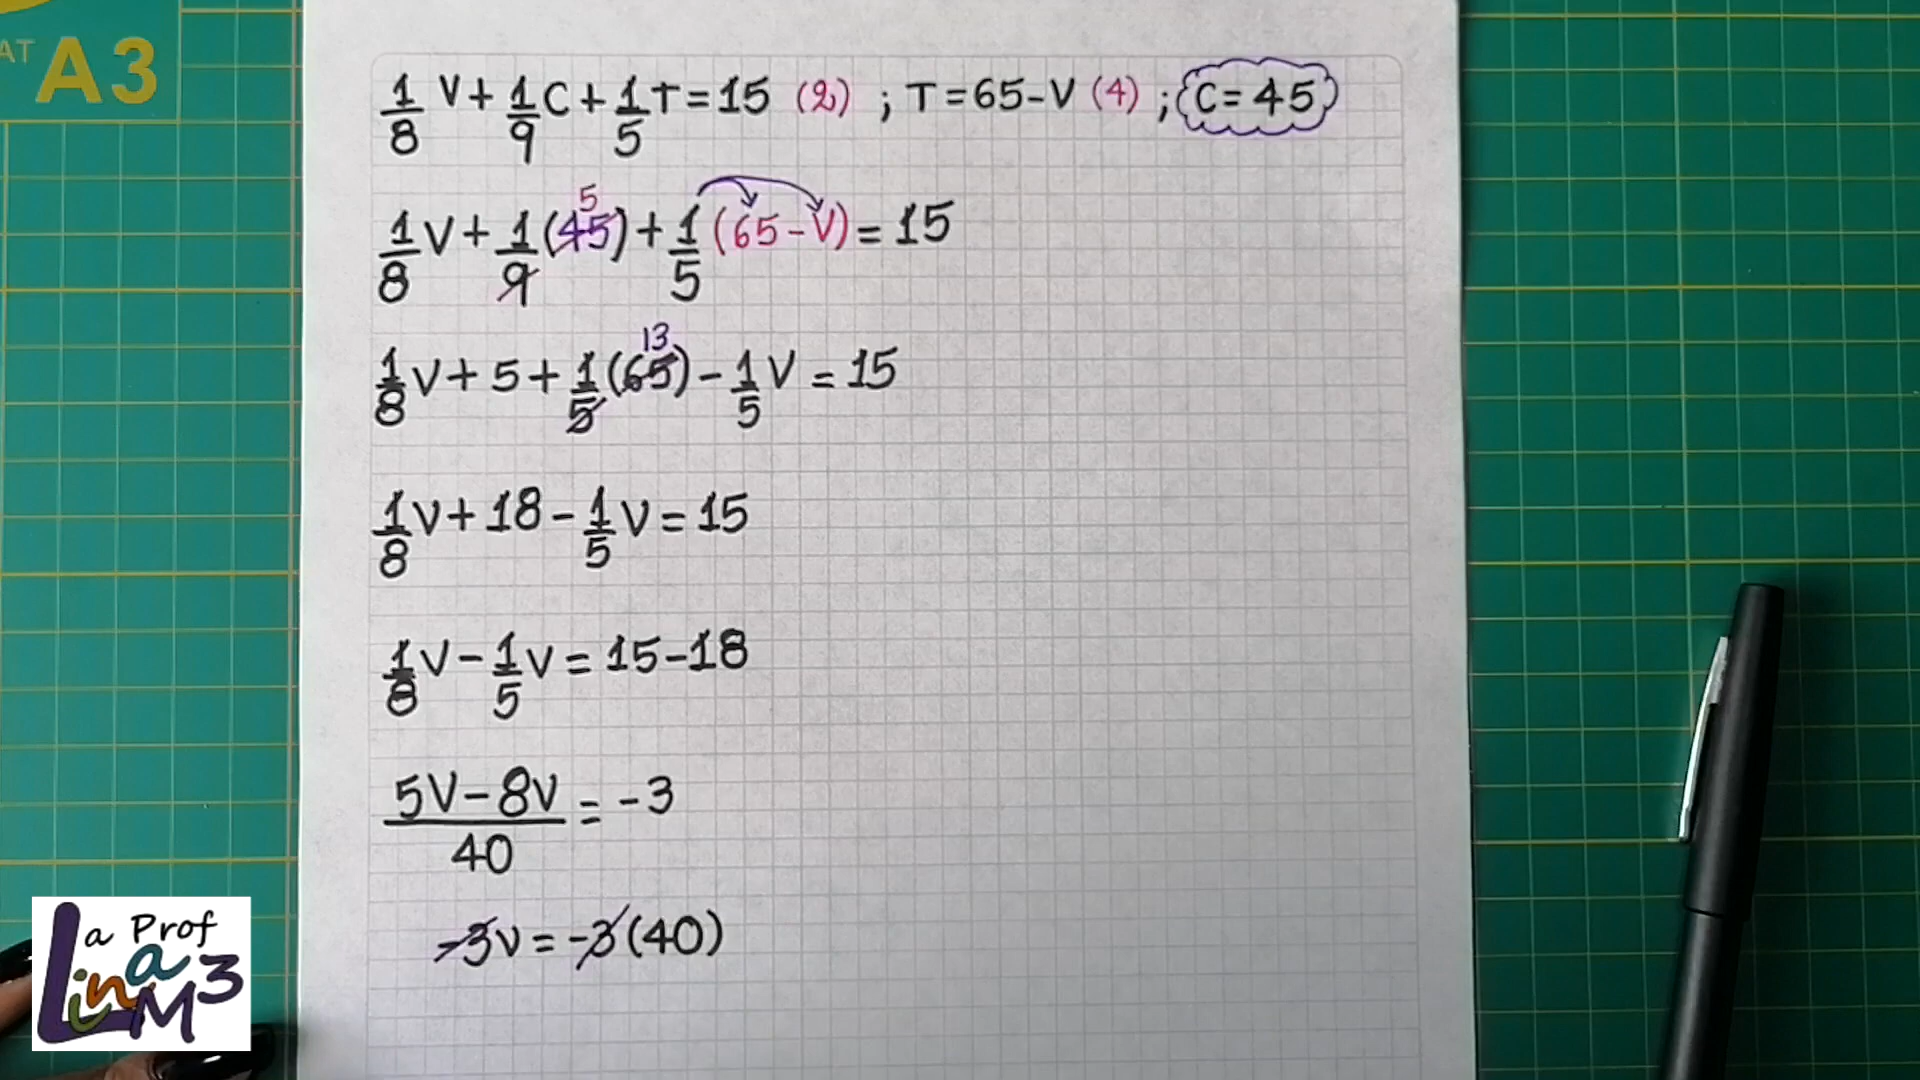 AT A3
1/8 V + 1/9 C + 1/5 T = 15 (2) ; T = 65 - V (4) ; C = 45
1/8 V + 1/9 (45) 5 + 1/5 (65 - V) = 15
1/8 V + 5 + 1/5 (65) 13 - 1/5 V = 15
1/8 V + 18 - 1/5 V = 15
1/8 V - 1/5 V = 15 - 18
5V - 8V / 40 = -3
-3V = -3(40)
La Prof
Lina M3